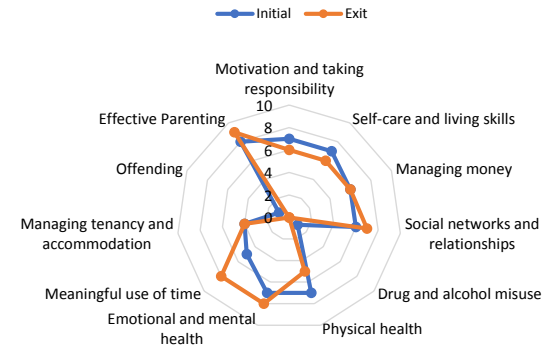 Initial
Exit
Motivation and taking
responsibility
Effective Parenting
Self-care and living skills
Offending
Managing money
Managing tenancy and
accommodation
Social networks and
relationships
Meaningful use of time
Drug and alcohol misuse
Emotional and mental
health
Physical health
10
8
6
4
2
0